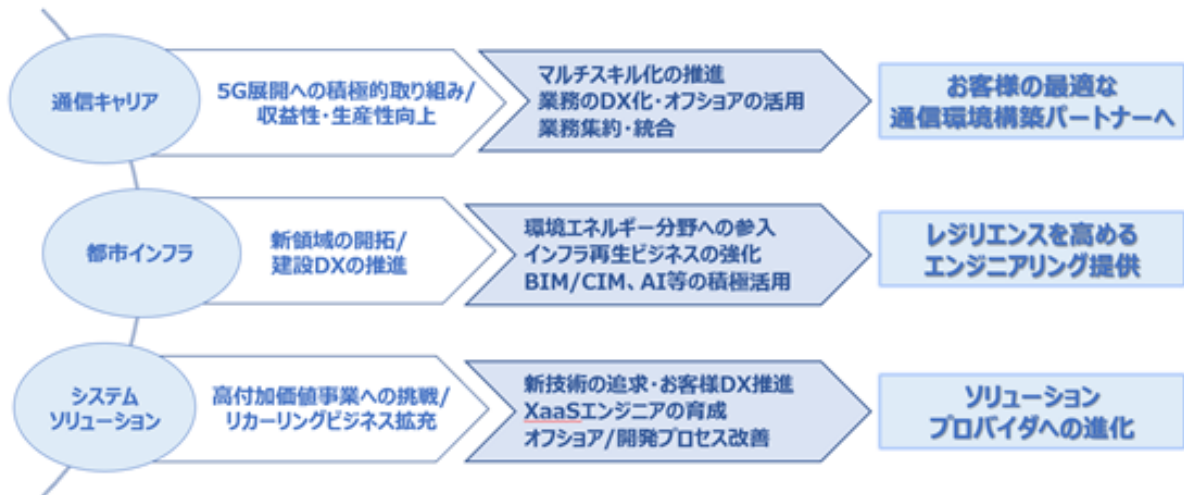 通信キャリア
5G展開への積極的取り組み/
収益性・生産性向上
マルチスキル化の推進
業務のDX化・オフショアの活用
業務集約・統合
お客様の最適な
通信環境構築パートナーへ
都市インフラ
新領域の開拓/
建設DXの推進
環境エネルギー分野への参入
インフラ再生ビジネスの強化
BIM/CIM、AI等の積極活用
レジリエンスを高める
エンジニアリング提供
システム
ソリューション
高付加価値事業への挑戦/
リカーリングビジネス拡充
新技術の追求・お客様DX推進
XaaSエンジニアの育成
オフショア/開発プロセス改善
ソリューション
プロバイダへの進化